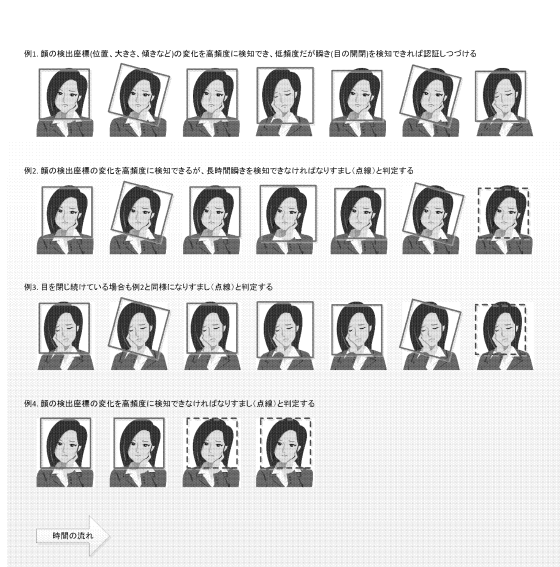 例1. 顔の検出座標(位置、大きさ、傾きなど)の変化を高頻度に検知でき、低頻度だが瞬き(目の開閉)を検知できれば認証しつづける
例2. 顔の検出座標の変化を高頻度に検知できるが、長時間瞬きを検知できなければなりすまし(点線)と判定する
例3. 目を閉じ続けている場合も例2と同様になりすまし(点線)と判定する
例4. 顔の検出座標の変化を高頻度に検知できなければなりすまし(点線)と判定する
時間の流れ